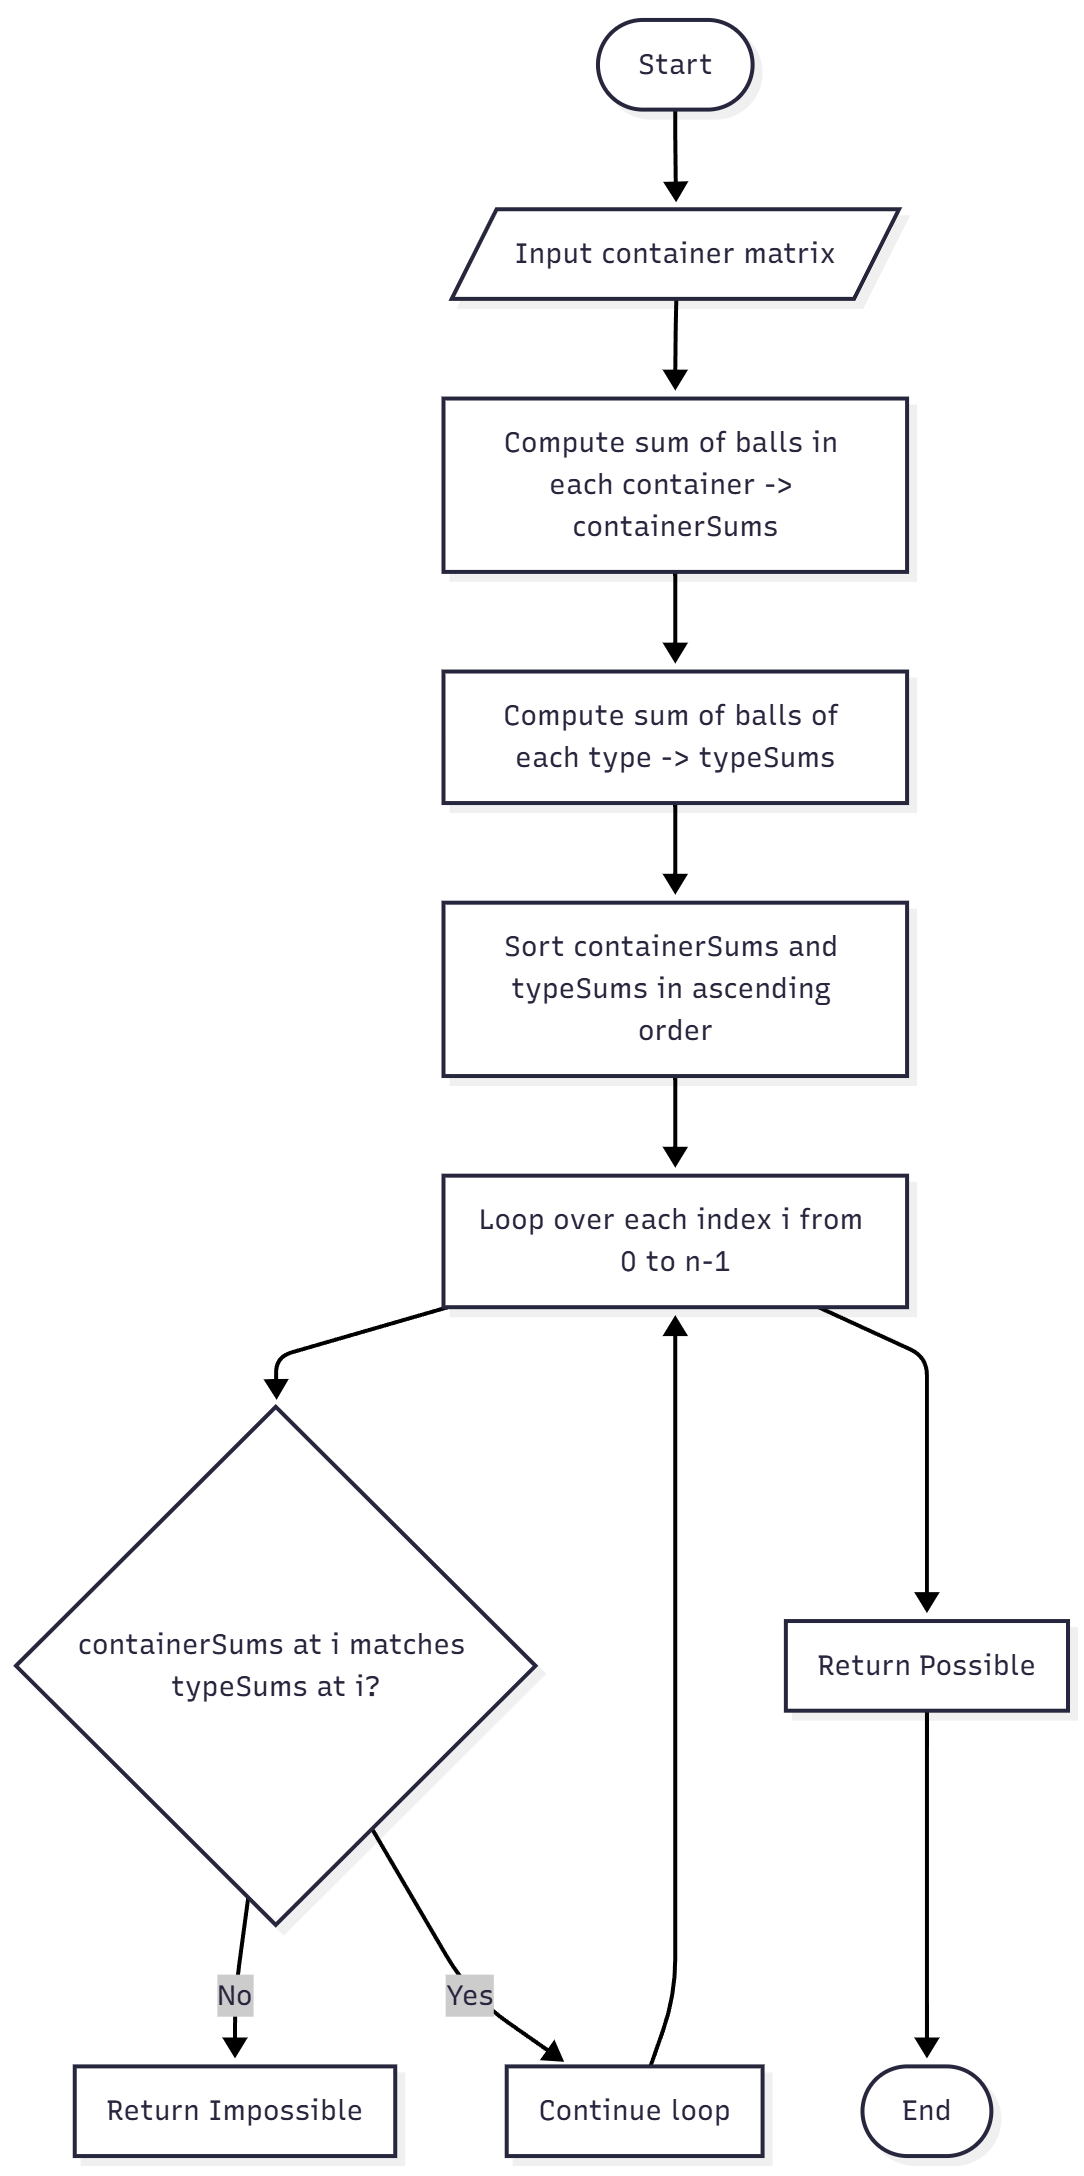 Start
Input container matrix
Compute sum of balls in
each container ->
containerSums
Compute sum of balls of
each type -> typeSums
Sort containerSums and
typeSums in ascending
order
Loop over each index i from
0 to n-1
containerSums at i matches
typeSums at i?
Return Possible
No
Yes
Return Impossible
Continue loop
End